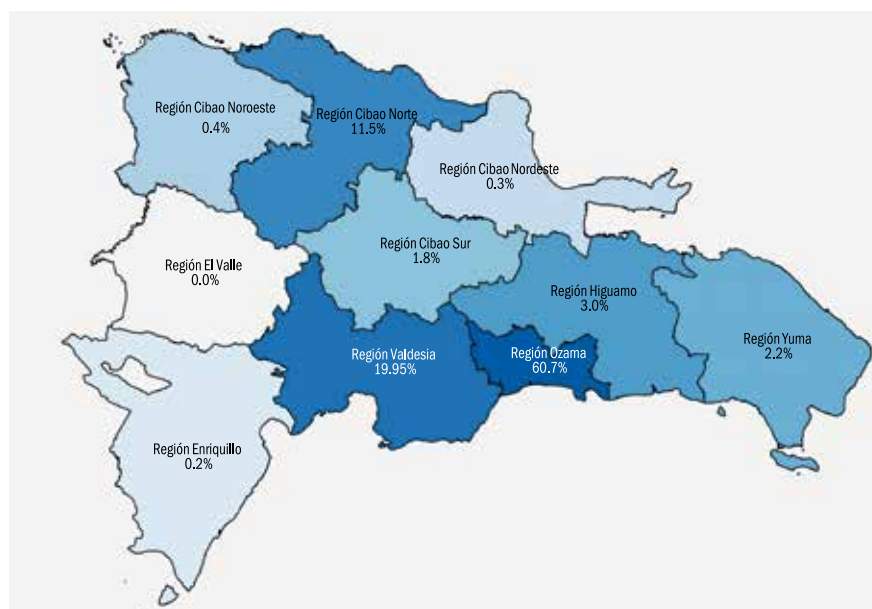 Región Cibao Noroeste
0.4%
Región Cibao Norte
11.5%
Región Cibao Nordeste
0.3%
Región Cibao Sur
1.8%
Región El Valle
0.0%
Región Higuamo
3.0%
Región Yuma
2.2%
Región Valdesia
19.95%
Región Ozama
60.7%
Región Enriquillo
0.2%